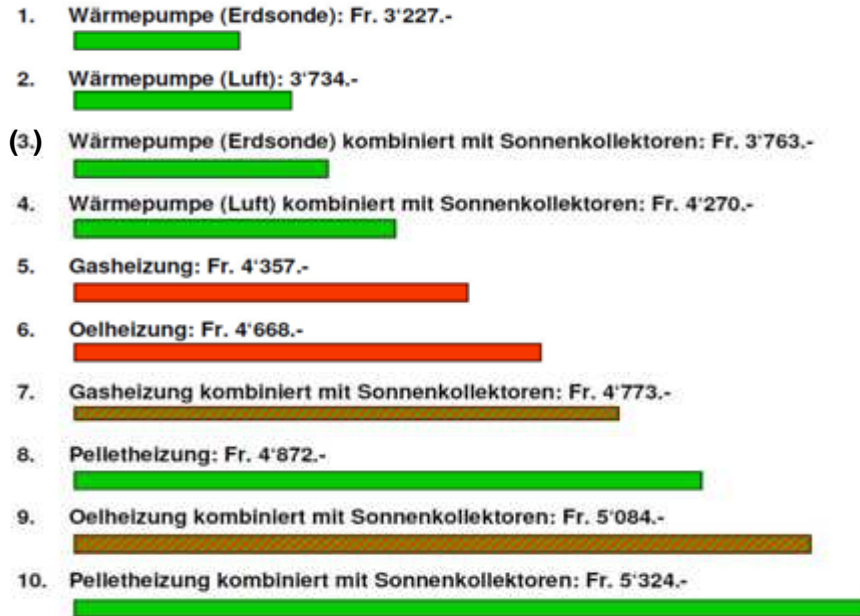 1. Wärmepumpe (Erdsonde): Fr. 3'227.-
2. Wärmepumpe (Luft): 3'734.-
(3.) Wärmepumpe (Erdsonde) kombiniert mit Sonnenkollektoren: Fr. 3'763.-
4. Wärmepumpe (Luft) kombiniert mit Sonnenkollektoren: Fr. 4'270.-
5. Gasheizung: Fr. 4'357.-
6. Oelheizung: Fr. 4'668.-
7. Gasheizung kombiniert mit Sonnenkollektoren: Fr. 4'773.-
8. Pelletheizung: Fr. 4'872.-
9. Oelheizung kombiniert mit Sonnenkollektoren: Fr. 5'084.-
10. Pelletheizung kombiniert mit Sonnenkollektoren: Fr. 5'324.-